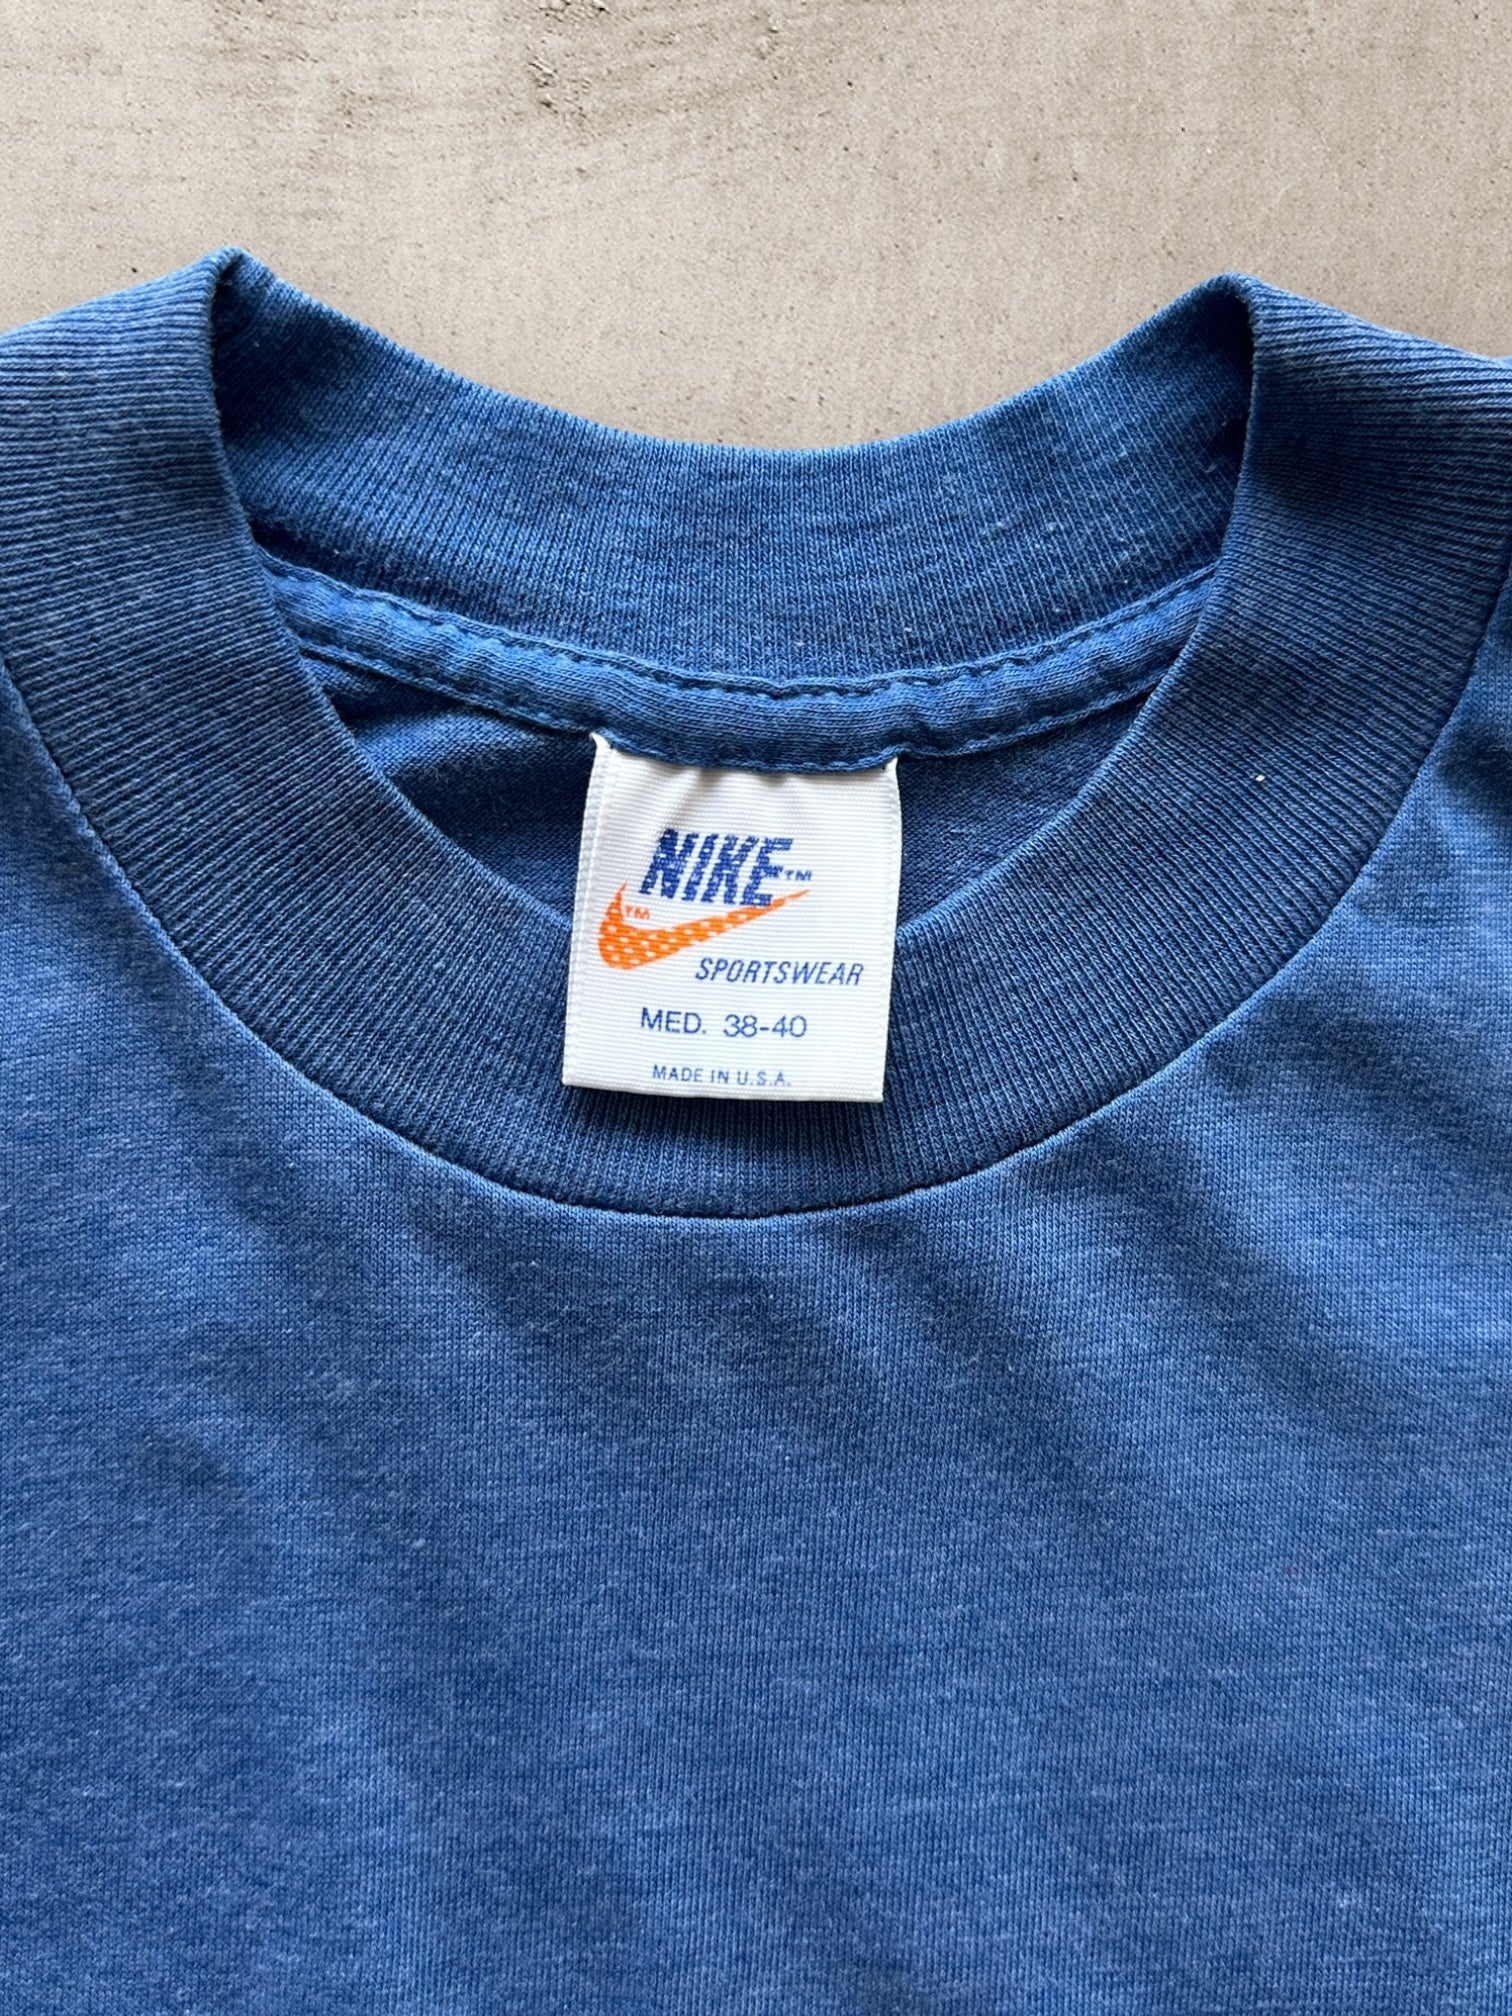 NIKE™
™
SPORTSWEAR
MED. 38-40
MADE IN U.S.A.